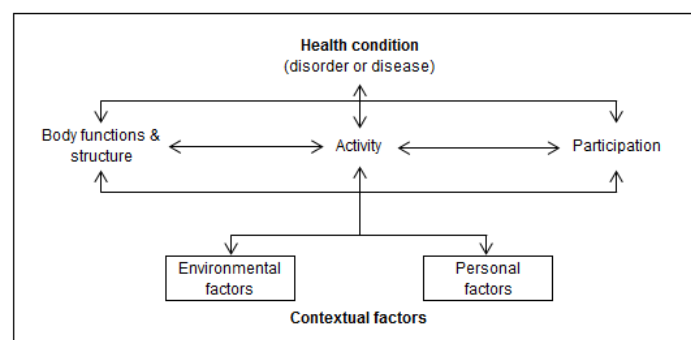 Health condition
(disorder or disease)
Body functions &
structure
Activity
Participation
Environmental
factors
Personal
factors
Contextual factors